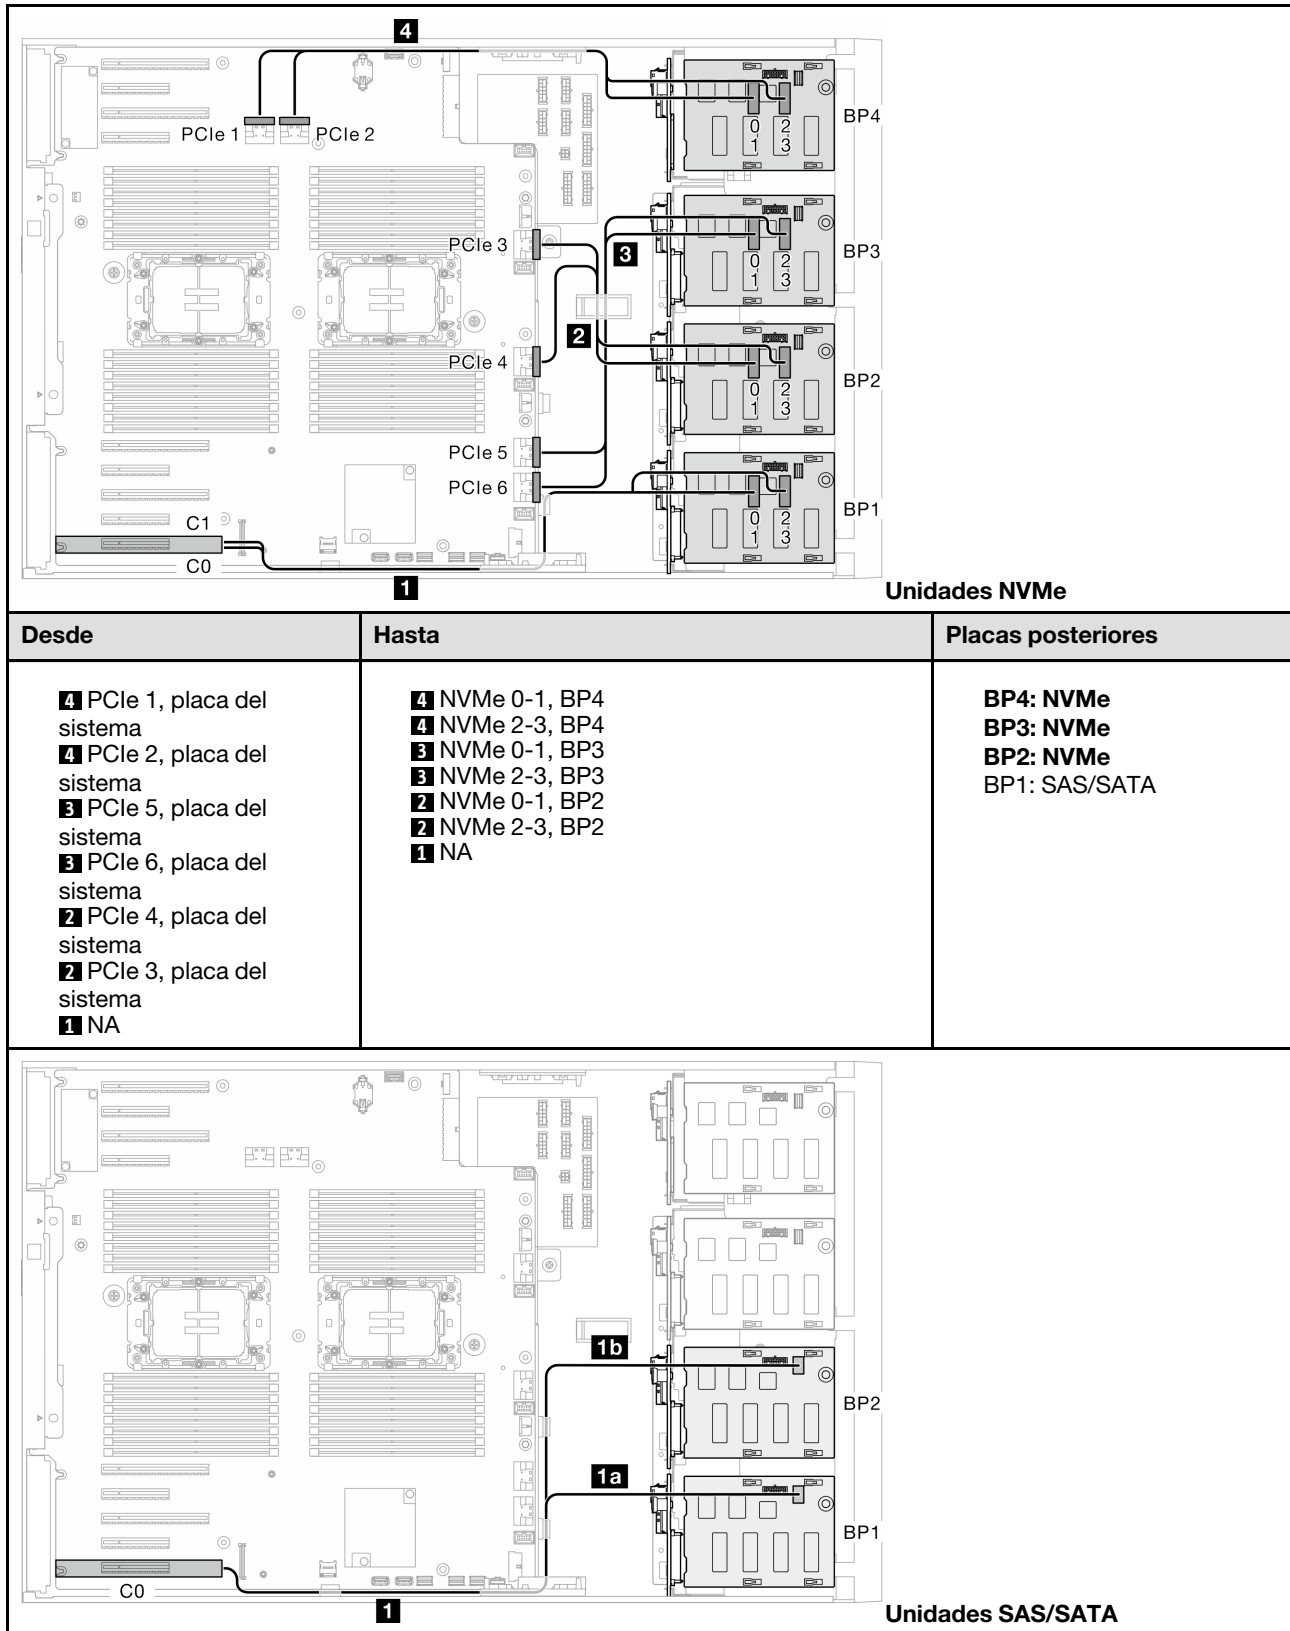 4
PCIe 1
PCIe 2
0
1
2
3
BP4
PCIe 3
3
0
1
2
3
BP3
2
PCIe 4
0
1
2
3
BP2
PCIe 5
PCIe 6
0
1
2
3
BP1
C1
C0
1
Unidades NVMe
Desde
Hasta
Placas posteriores
4 PCIe 1, placa del
sistema
4 PCIe 2, placa del
sistema
3 PCIe 5, placa del
sistema
3 PCIe 6, placa del
sistema
2 PCIe 4, placa del
sistema
2 PCIe 3, placa del
sistema
1 NA
4 NVMe 0-1, BP4
4 NVMe 2-3, BP4
3 NVMe 0-1, BP3
3 NVMe 2-3, BP3
2 NVMe 0-1, BP2
2 NVMe 2-3, BP2
1 NA
BP4: NVMe
BP3: NVMe
BP2: NVMe
BP1: SAS/SATA
1b
BP2
1a
BP1
C0
1
Unidades SAS/SATA